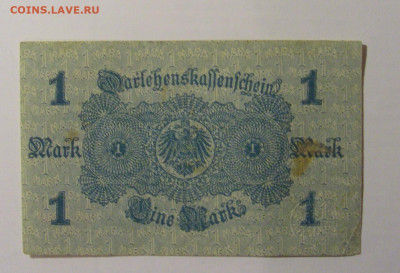 COINS.LAVE.RU
Darlehenskassenschein
1 1
Mark I I Mark
1 1
Eine Mark